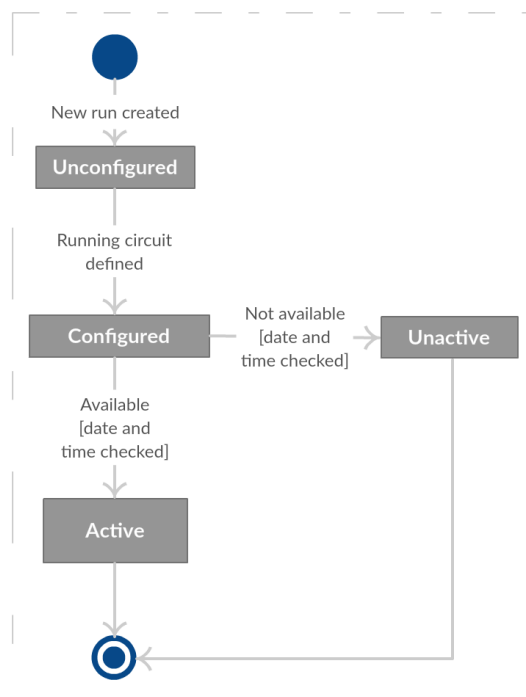 New run created
Unconfigured
Running circuit
defined
Configured
Not available
[date and
time checked]
Unactive
Available
[date and
time checked]
Active